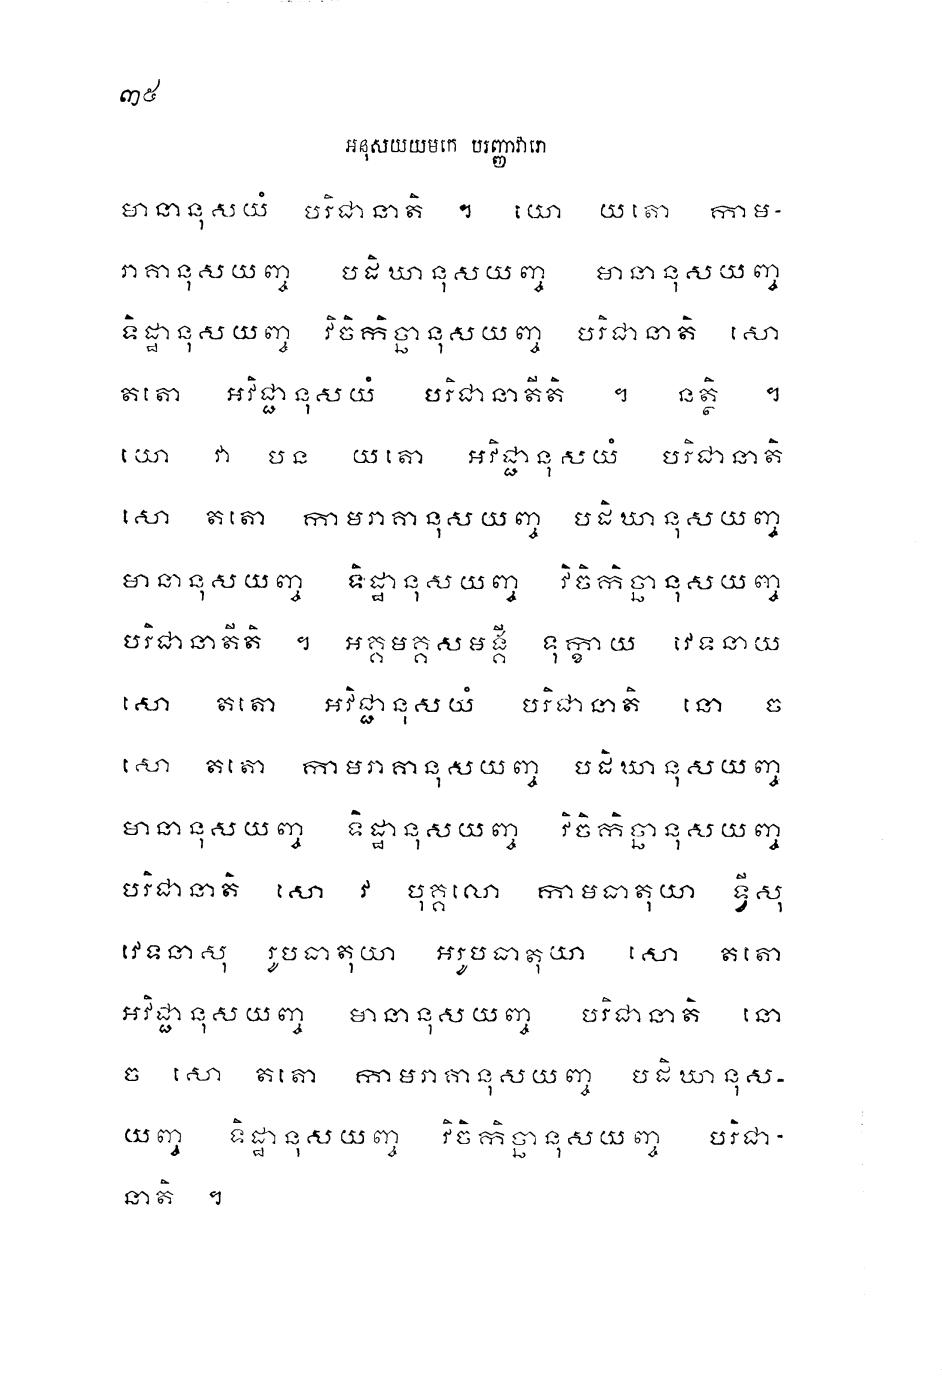 ៣៥
អនុសយយមកេ បរញ្ញាវារោ
មានានុសយំ បរិជានាតិ ។ យោ យតោ កាម-
រាគានុសយញ្ច បដិឃានុសយញ្ច មានានុសយញ្ច
ទិដ្ឋានុសយញ្ច វិចិកិច្ឆានុសយញ្ច បរិជានាតិ សោ
តតោ អវិជ្ជានុសយំ បរិជានាតីតិ ។ នត្ថិ ។
យោ វា បន យតោ អវិជ្ជានុសយំ បរិជានាតិ
សោ តតោ កាមរាគានុសយញ្ច បដិឃានុសយញ្ច
មានានុសយញ្ច ទិដ្ឋានុសយញ្ច វិចិកិច្ឆានុសយញ្ច
បរិជានាតីតិ ។ អគ្គមគ្គសមង្គី ទុក្ខាយ វេទនាយ
សោ តតោ អវិជ្ជានុសយំ បរិជានាតិ នោ ច
សោ តតោ កាមរាគានុសយញ្ច បដិឃានុសយញ្ច
មានានុសយញ្ច ទិដ្ឋានុសយញ្ច វិចិកិច្ឆានុសយញ្ច
បរិជានាតិ សោ វ បុគ្គលោ កាមធាតុយា ទ្វីសុ
វេទនាសុ រូបធាតុយា អរូបធាតុយា សោ តតោ
អវិជ្ជានុសយញ្ច មានានុសយញ្ច បរិជានាតិ នោ
ច សោ តតោ កាមរាគានុសយញ្ច បដិឃានុស-
យញ្ច ទិដ្ឋានុសយញ្ច វិចិកិច្ឆានុសយញ្ច បរិជា-
នាតិ ។